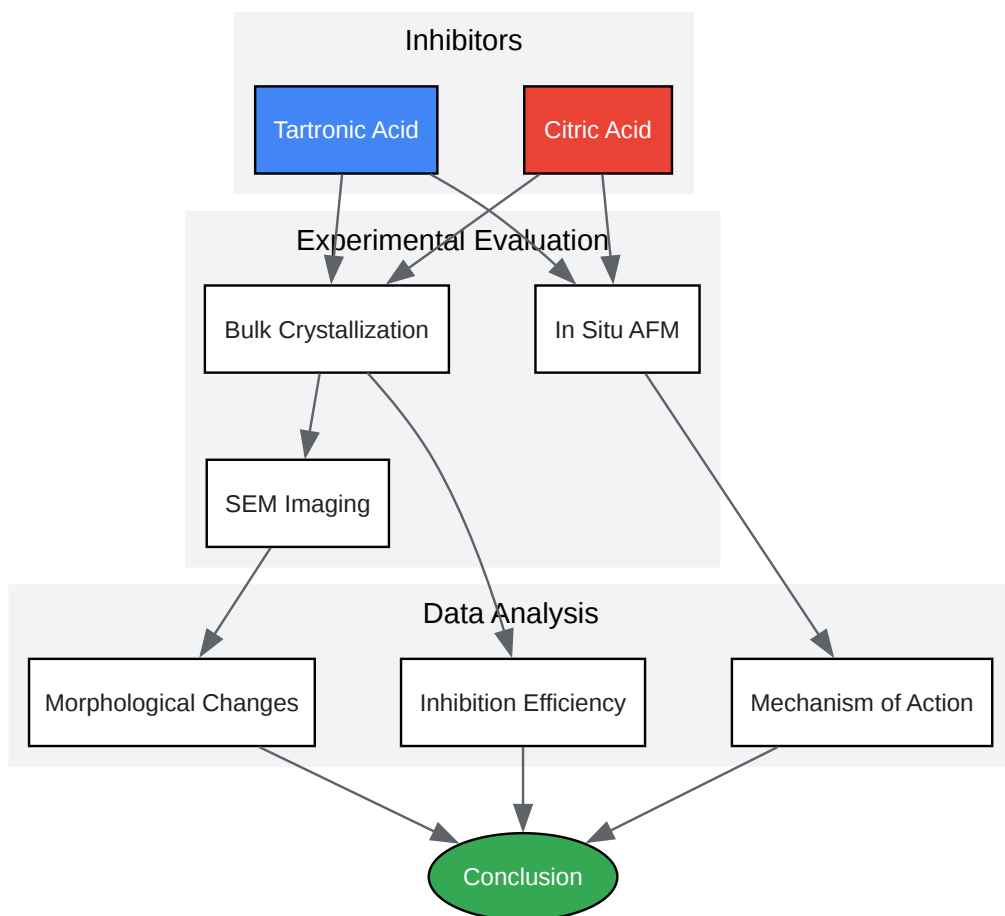 Inhibitors
Tartronic Acid
Citric Acid
Experimental Evaluation
Bulk Crystallization
In Situ AFM
SEM Imaging
Data Analysis
Morphological Changes
Inhibition Efficiency
Mechanism of Action
Conclusion